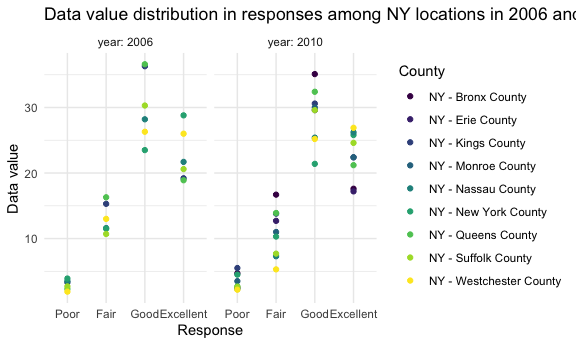 Data value distribution in responses among NY locations in 2006 and
year: 2006 year: 2010
Data value
30
20
10
Poor Fair Good Excellent Poor Fair Good Excellent
Response
County
NY - Bronx County
NY - Erie County
NY - Kings County
NY - Monroe County
NY - Nassau County
NY - New York County
NY - Queens County
NY - Suffolk County
NY - Westchester County